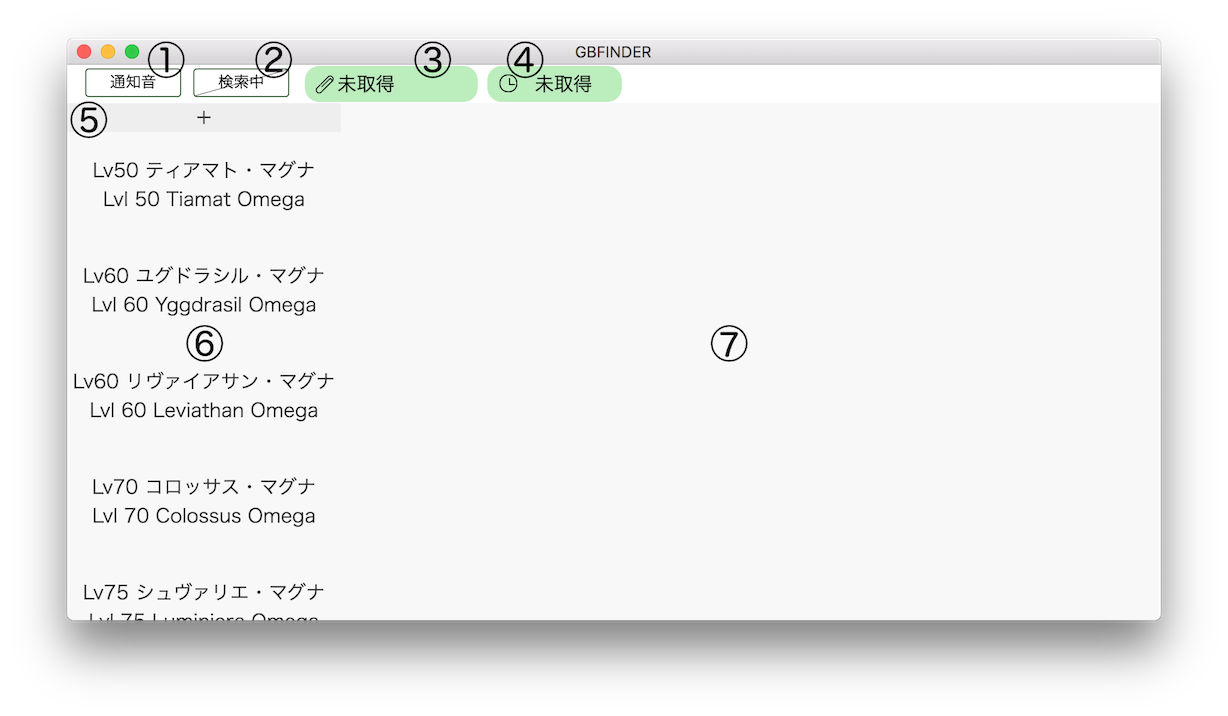 GBFINDER
① ② ③ ④
通知音 検索中 未取得 未取得
⑤ +
Lv50 ティアマト・マグナ
Lvl 50 Tiamat Omega
Lv60 ユグドラシル・マグナ
Lvl 60 Yggdrasil Omega
⑥ ⑦
Lv60 リヴァイアサン・マグナ
Lvl 60 Leviathan Omega
Lv70 コロッサス・マグナ
Lvl 70 Colossus Omega
Lv75 シュヴァリエ・マグナ
Lvl 75 Luminiera Omega